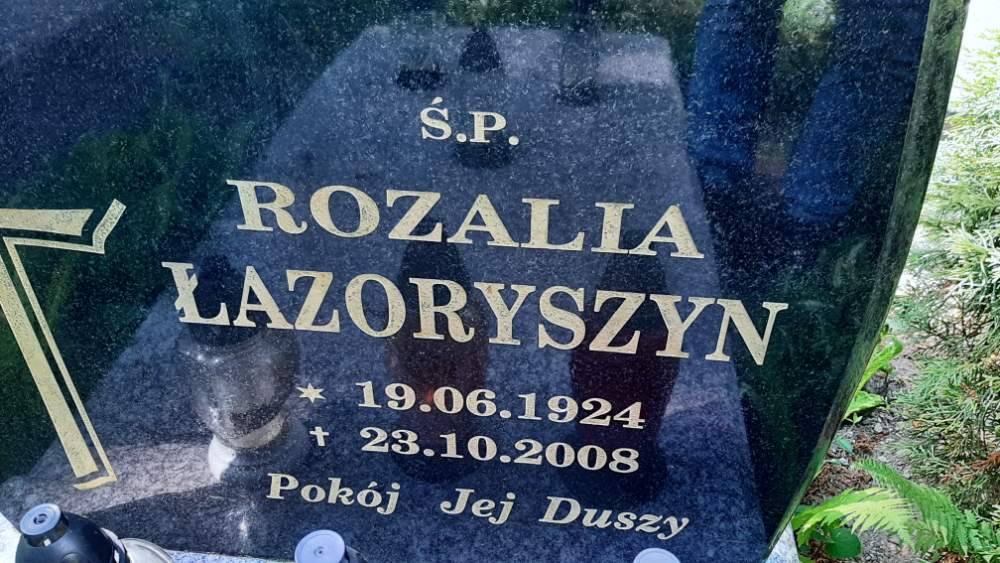 Ś.P.
ROZALIA
ŁAZORYSZYN
* 19.06.1924
† 23.10.2008
Pokój Jej Duszy